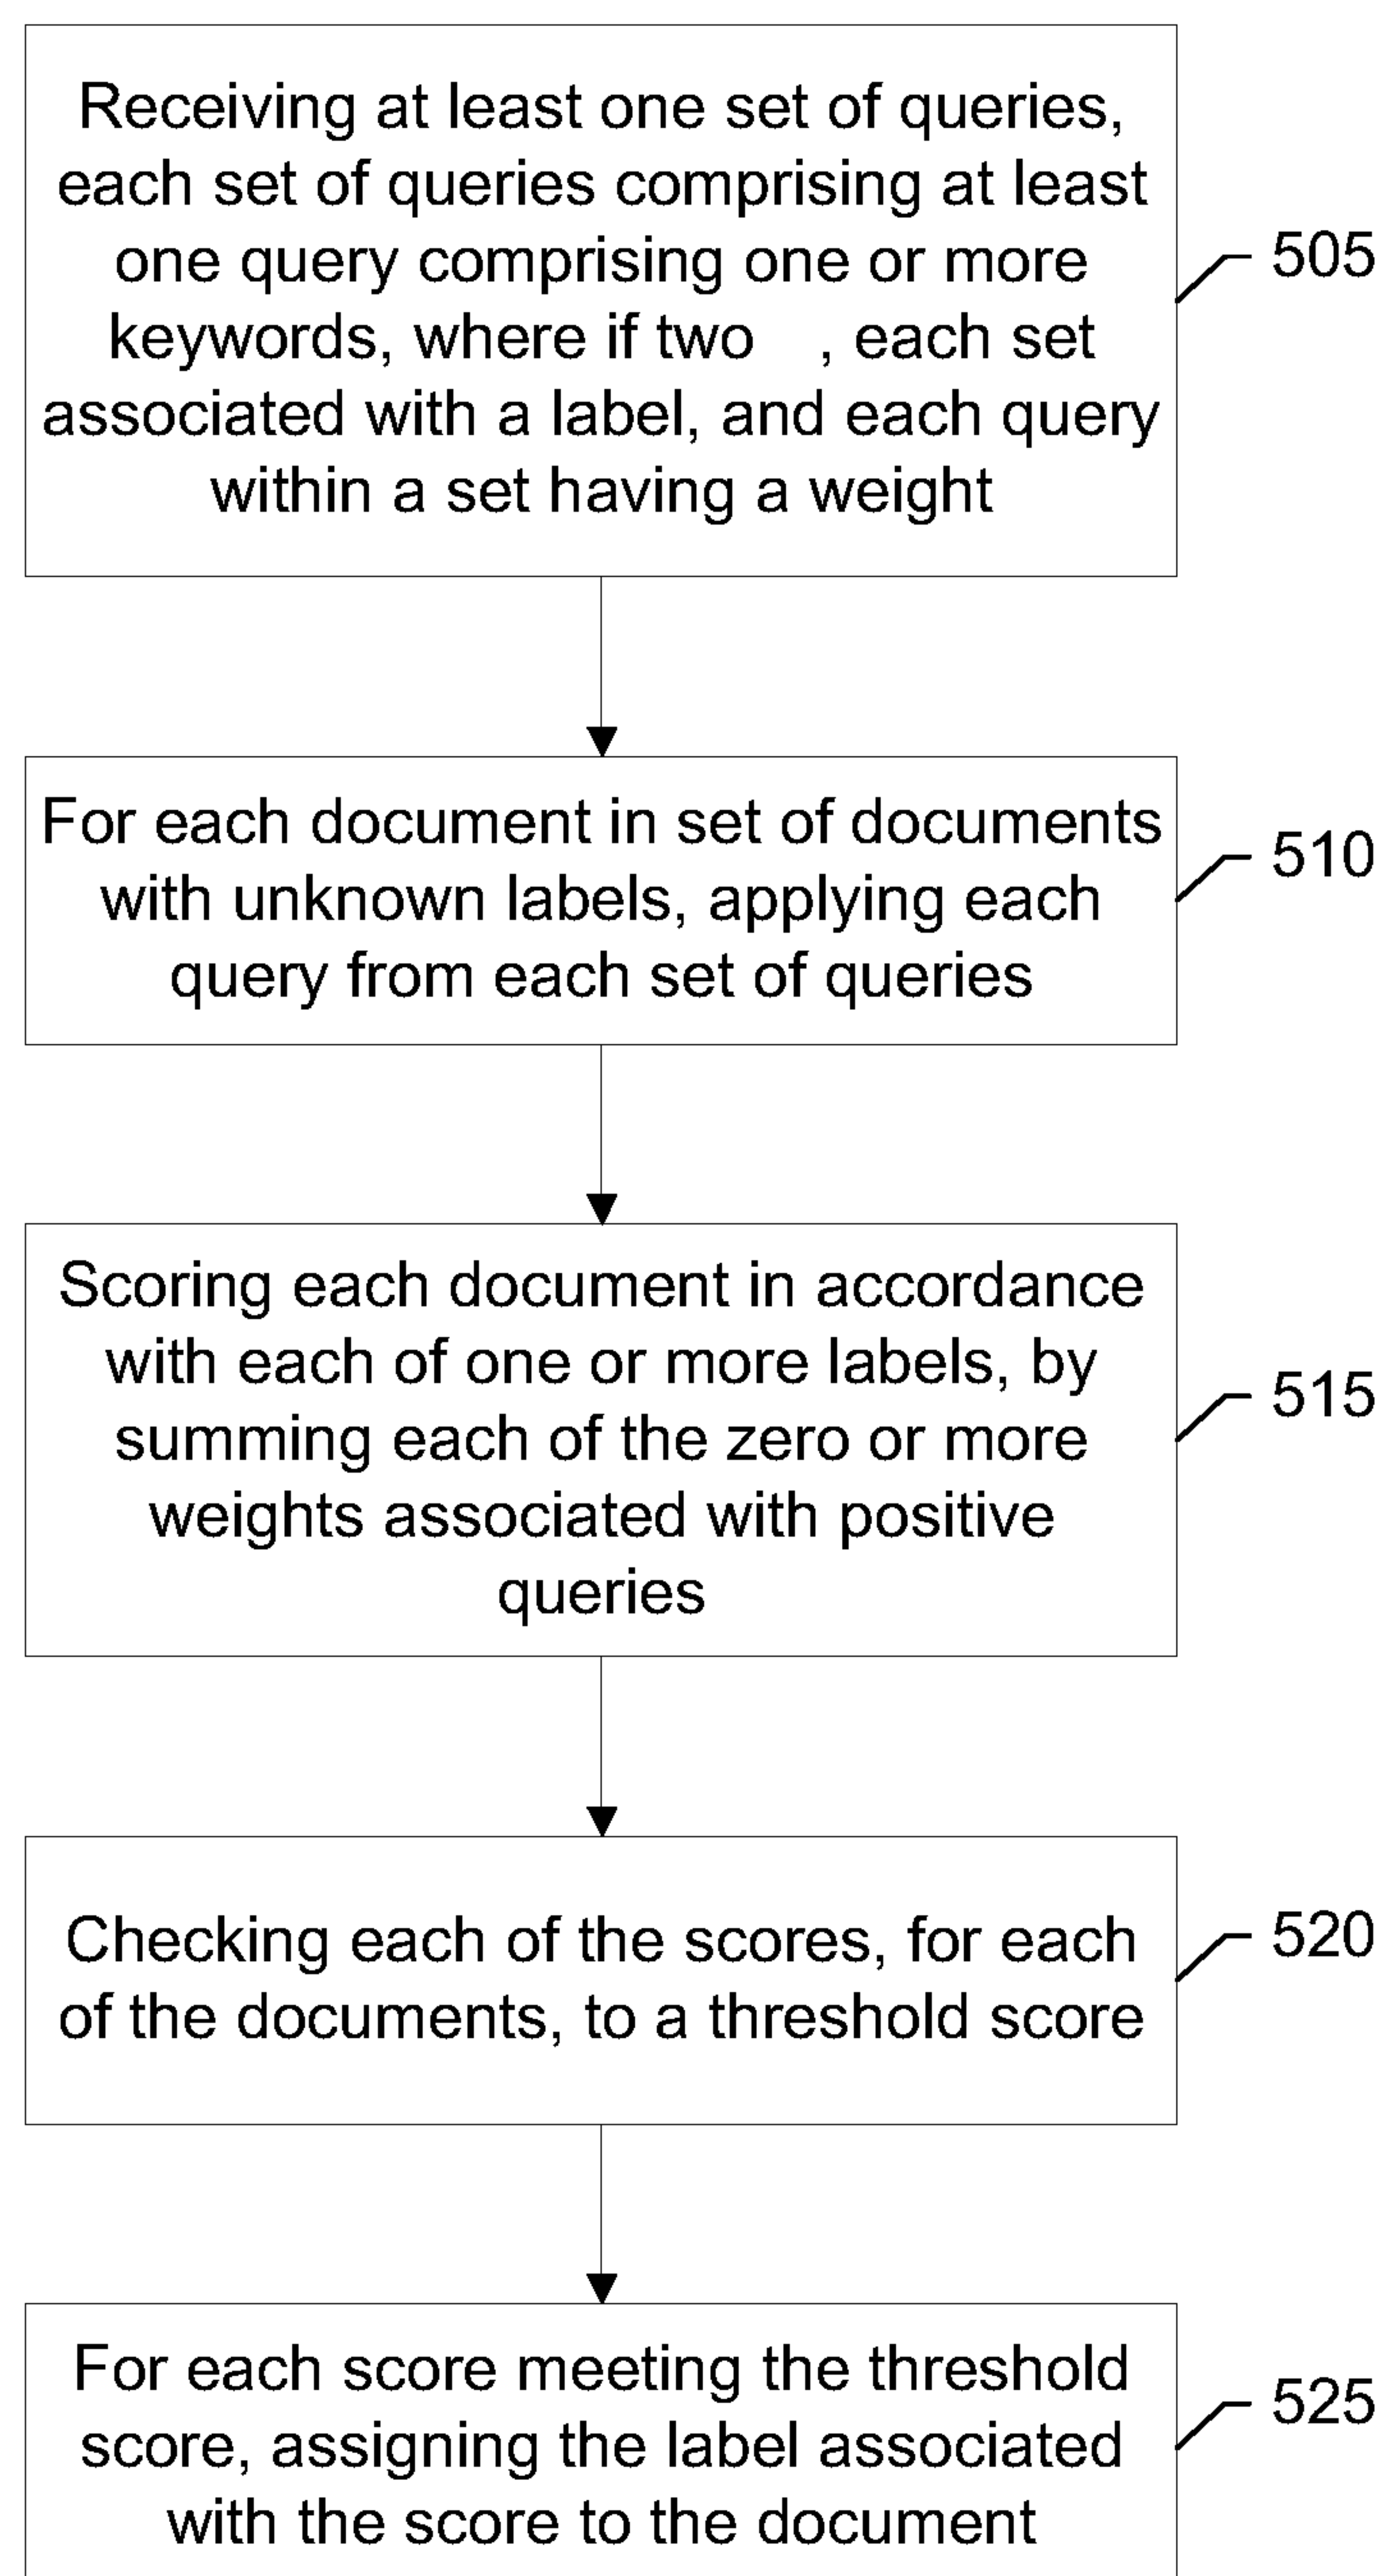 Receiving at least one set of queries,
each set of queries comprising at least
one query comprising one or more
keywords, where if two    , each set
associated with a label, and each query
within a set having a weight
505
For each document in set of documents
with unknown labels, applying each
query from each set of queries
510
Scoring each document in accordance
with each of one or more labels, by
summing each of the zero or more
weights associated with positive
queries
515
Checking each of the scores, for each
of the documents, to a threshold score
520
For each score meeting the threshold
score, assigning the label associated
with the score to the document
525